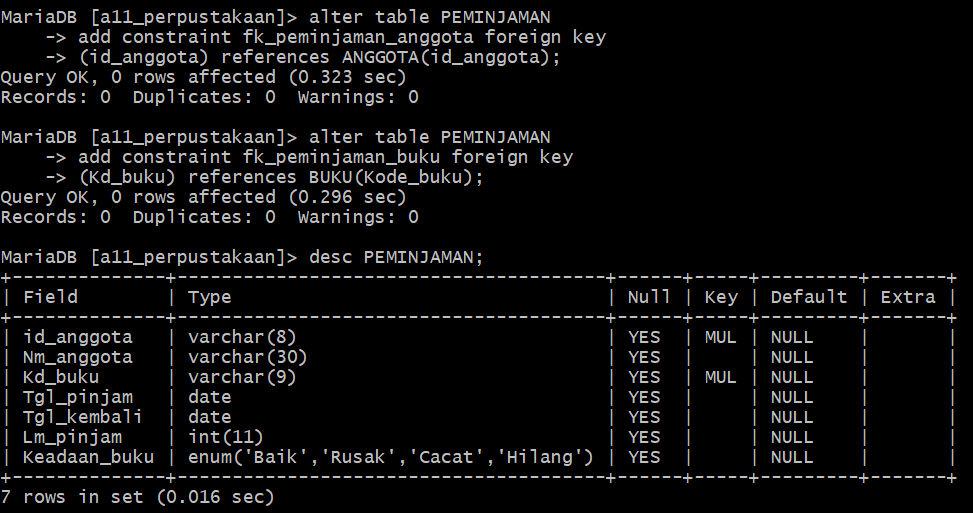 MariaDB [a11_perpustakaan]> alter table PEMINJAMAN
    -> add constraint fk_peminjaman_anggota foreign key
    -> (id_anggota) references ANGGOTA(id_anggota);
Query OK, 0 rows affected (0.323 sec)
Records: 0  Duplicates: 0  Warnings: 0

MariaDB [a11_perpustakaan]> alter table PEMINJAMAN
    -> add constraint fk_peminjaman_buku foreign key
    -> (Kd_buku) references BUKU(Kode_buku);
Query OK, 0 rows affected (0.296 sec)
Records: 0  Duplicates: 0  Warnings: 0

MariaDB [a11_perpustakaan]> desc PEMINJAMAN;
+--------------+---------------------------------------+------+-----+---------+-------+
| Field        | Type                                  | Null | Key | Default | Extra |
+--------------+---------------------------------------+------+-----+---------+-------+
| id_anggota   | varchar(8)                            | YES  | MUL | NULL    |       |
| Nm_anggota   | varchar(30)                           | YES  |     | NULL    |       |
| Kd_buku      | varchar(9)                            | YES  | MUL | NULL    |       |
| Tgl_pinjam   | date                                  | YES  |     | NULL    |       |
| Tgl_kembali  | date                                  | YES  |     | NULL    |       |
| Lm_pinjam    | int(11)                               | YES  |     | NULL    |       |
| Keadaan_buku | enum('Baik','Rusak','Cacat','Hilang') | YES  |     | NULL    |       |
+--------------+---------------------------------------+------+-----+---------+-------+
7 rows in set (0.016 sec)